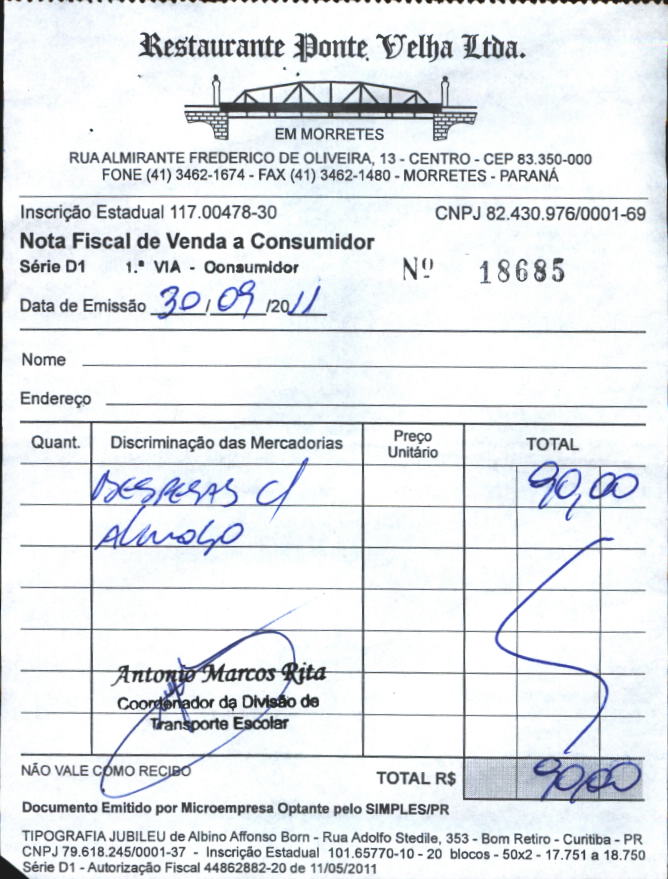 Restaurante Ponte Velha Ltda.
EM MORRETES
RUA ALMIRANTE FREDERICO DE OLIVEIRA, 13 - CENTRO - CEP 83.350-000
FONE (41) 3462-1674 - FAX (41) 3462-1480 - MORRETES - PARANÁ
Inscrição Estadual 117.00478-30 CNPJ 82.430.976/0001-69
Nota Fiscal de Venda a Consumidor
Série D1 1.ª VIA - Consumidor Nº 18685
Data de Emissão 30/09/2011
Nome
Endereço
Quant. Discriminação das Mercadorias Preço Unitário TOTAL
DESPESAS C/ 90,00
Almoço
Antonio Marcos Rita
Coordenador da Divisão de
Transporte Escolar
NÃO VALE COMO RECIBO TOTAL R$ 90,00
Documento Emitido por Microempresa Optante pelo SIMPLES/PR
TIPOGRAFIA JUBILEU de Albino Affonso Born - Rua Adolfo Stedile, 353 - Bom Retiro - Curitiba - PR
CNPJ 79.618.245/0001-37 - Inscrição Estadual 101.65770-10 - 20 blocos - 50x2 - 17.751 a 18.750
Série D1 - Autorização Fiscal 44862882-20 de 11/05/2011